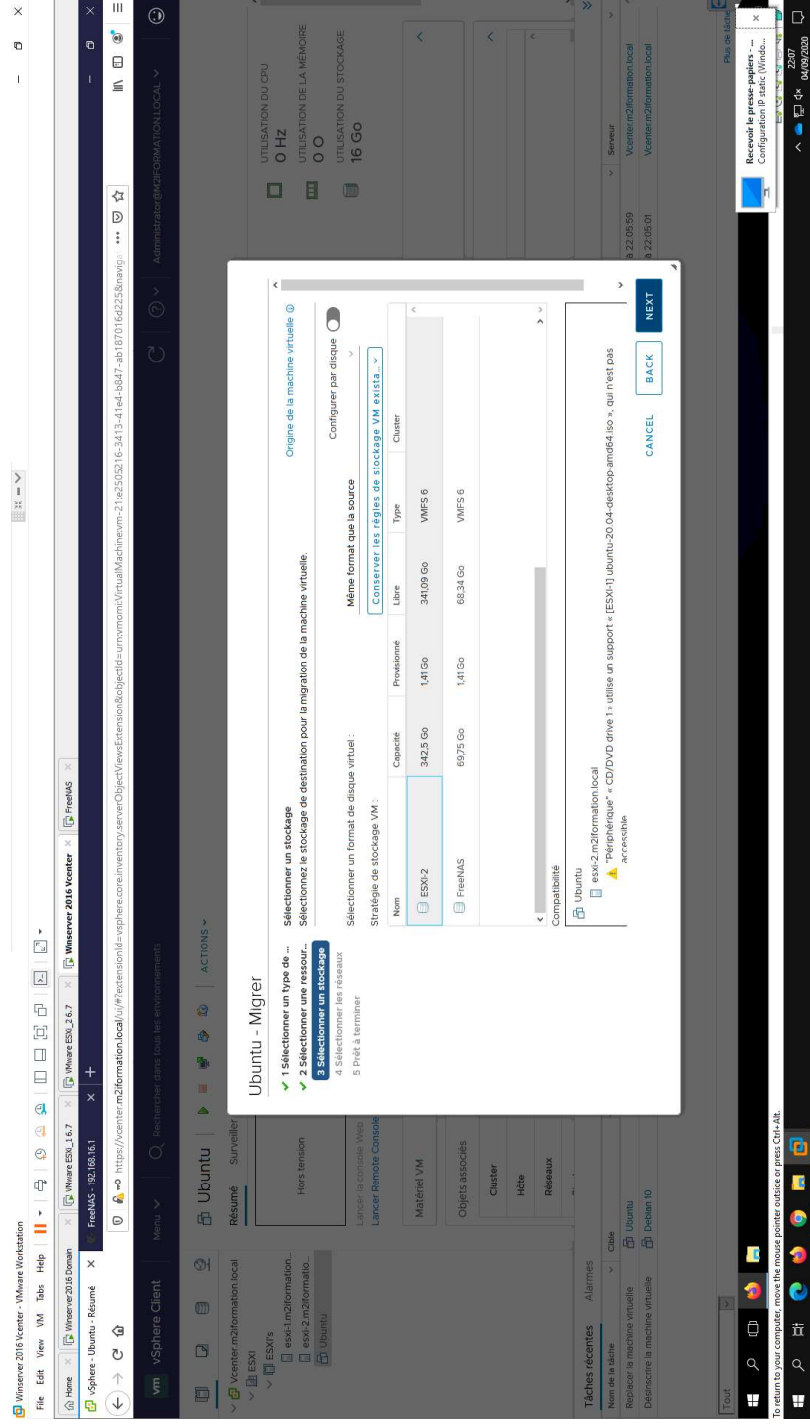 Winserver 2016 Vcenter - VMware Workstation
File Edit View VM Tabs Help
Home
Winserver 2016 Domain
VMware ESXi_1 6.7
VMware ESXi_2 6.7
Winserver 2016 Vcenter
FreeNAS
vSphere - Ubuntu - Résumé
FreeNAS - 192.168.16.1
https://vcenter.m2iformation.local/ui/#?extensionId=vsphere.core.inventory.serverObjectViewsExtension&objectId=urn:vmomi:VirtualMachine:vm-21:e2505216-3413-41e4-b847-ab187016d225&naviga
vm vSphere Client
Menu
Rechercher dans tous les environnements
Administrator@M2IFORMATION.LOCAL
Vcenter.m2iformation.local
ESXI
ESXI's
esxi-1.m2iformation...
esxi-2.m2iformatio...
Ubuntu
Ubuntu
ACTIONS
Résumé
Surveiller
Hors tension
Lancer la console Web
Lancer Remote Console
UTILISATION DU CPU
0 Hz
UTILISATION DE LA MÉMOIRE
0 O
UTILISATION DU STOCKAGE
16 Go
Matériel VM
Objets associés
Cluster
Hôte
Réseaux
Ubuntu - Migrer
1 Sélectionner un type de ...
2 Sélectionner une ressour...
3 Sélectionner un stockage
4 Sélectionner les réseaux
5 Prêt à terminer
Sélectionner un stockage
Origine de la machine virtuelle
Sélectionnez le stockage de destination pour la migration de la machine virtuelle.
Configurer par disque
Sélectionner un format de disque virtuel :
Même format que la source
Stratégie de stockage VM :
Conserver les règles de stockage VM exista...
Nom Capacité Provisionné Libre Type Cluster
ESXI-2 342,5 Go 1,41 Go 341,09 Go VMFS 6
FreeNAS 69,75 Go 1,41 Go 68,34 Go VMFS 6
Compatibilité
Ubuntu
esxi-2.m2iformation.local
"Périphérique" « CD/DVD drive 1 » utilise un support « [ESXI-1] ubuntu-20.04-desktop-amd64.iso », qui n'est pas
accessible
CANCEL
BACK
NEXT
Tâches récentes
Alarmes
Nom de la tâche Cible Serveur
Replacer la machine virtuelle Ubuntu à 22:05:59 Vcenter.m2iformation.local
Désinscrire la machine virtuelle Debian 10 à 22:05:01 Vcenter.m2iformation.local
Tout
Plus de tâche
Recevoir le presse-papiers - ...
Configuration IP static (Windo...
To return to your computer, move the mouse pointer outside or press Ctrl+Alt.
22:07
04/09/2020